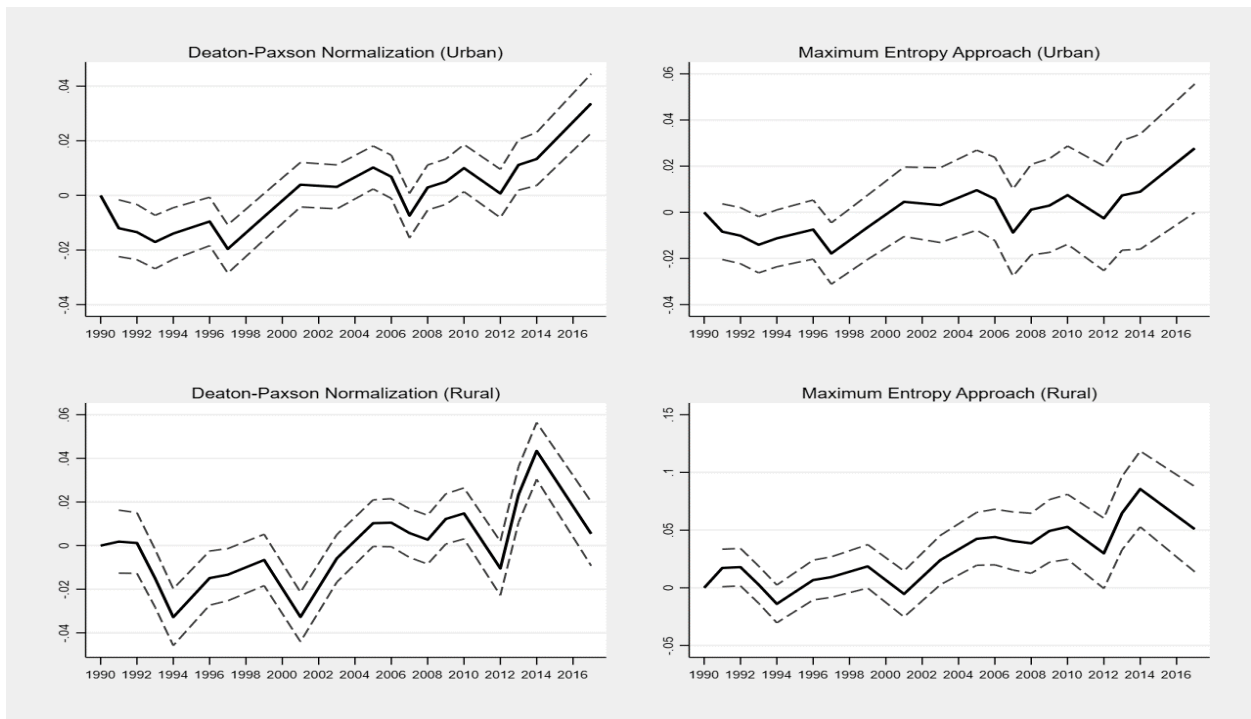 Deaton-Paxson Normalization (Urban)
.04
.02
0
-.02
-.04
1990 1992 1994 1996 1998 2000 2002 2004 2006 2008 2010 2012 2014 2016
Maximum Entropy Approach (Urban)
.06
.04
.02
0
-.02
-.04
1990 1992 1994 1996 1998 2000 2002 2004 2006 2008 2010 2012 2014 2016
Deaton-Paxson Normalization (Rural)
.06
.04
.02
0
-.02
-.04
1990 1992 1994 1996 1998 2000 2002 2004 2006 2008 2010 2012 2014 2016
Maximum Entropy Approach (Rural)
.15
.1
.05
0
-.05
1990 1992 1994 1996 1998 2000 2002 2004 2006 2008 2010 2012 2014 2016